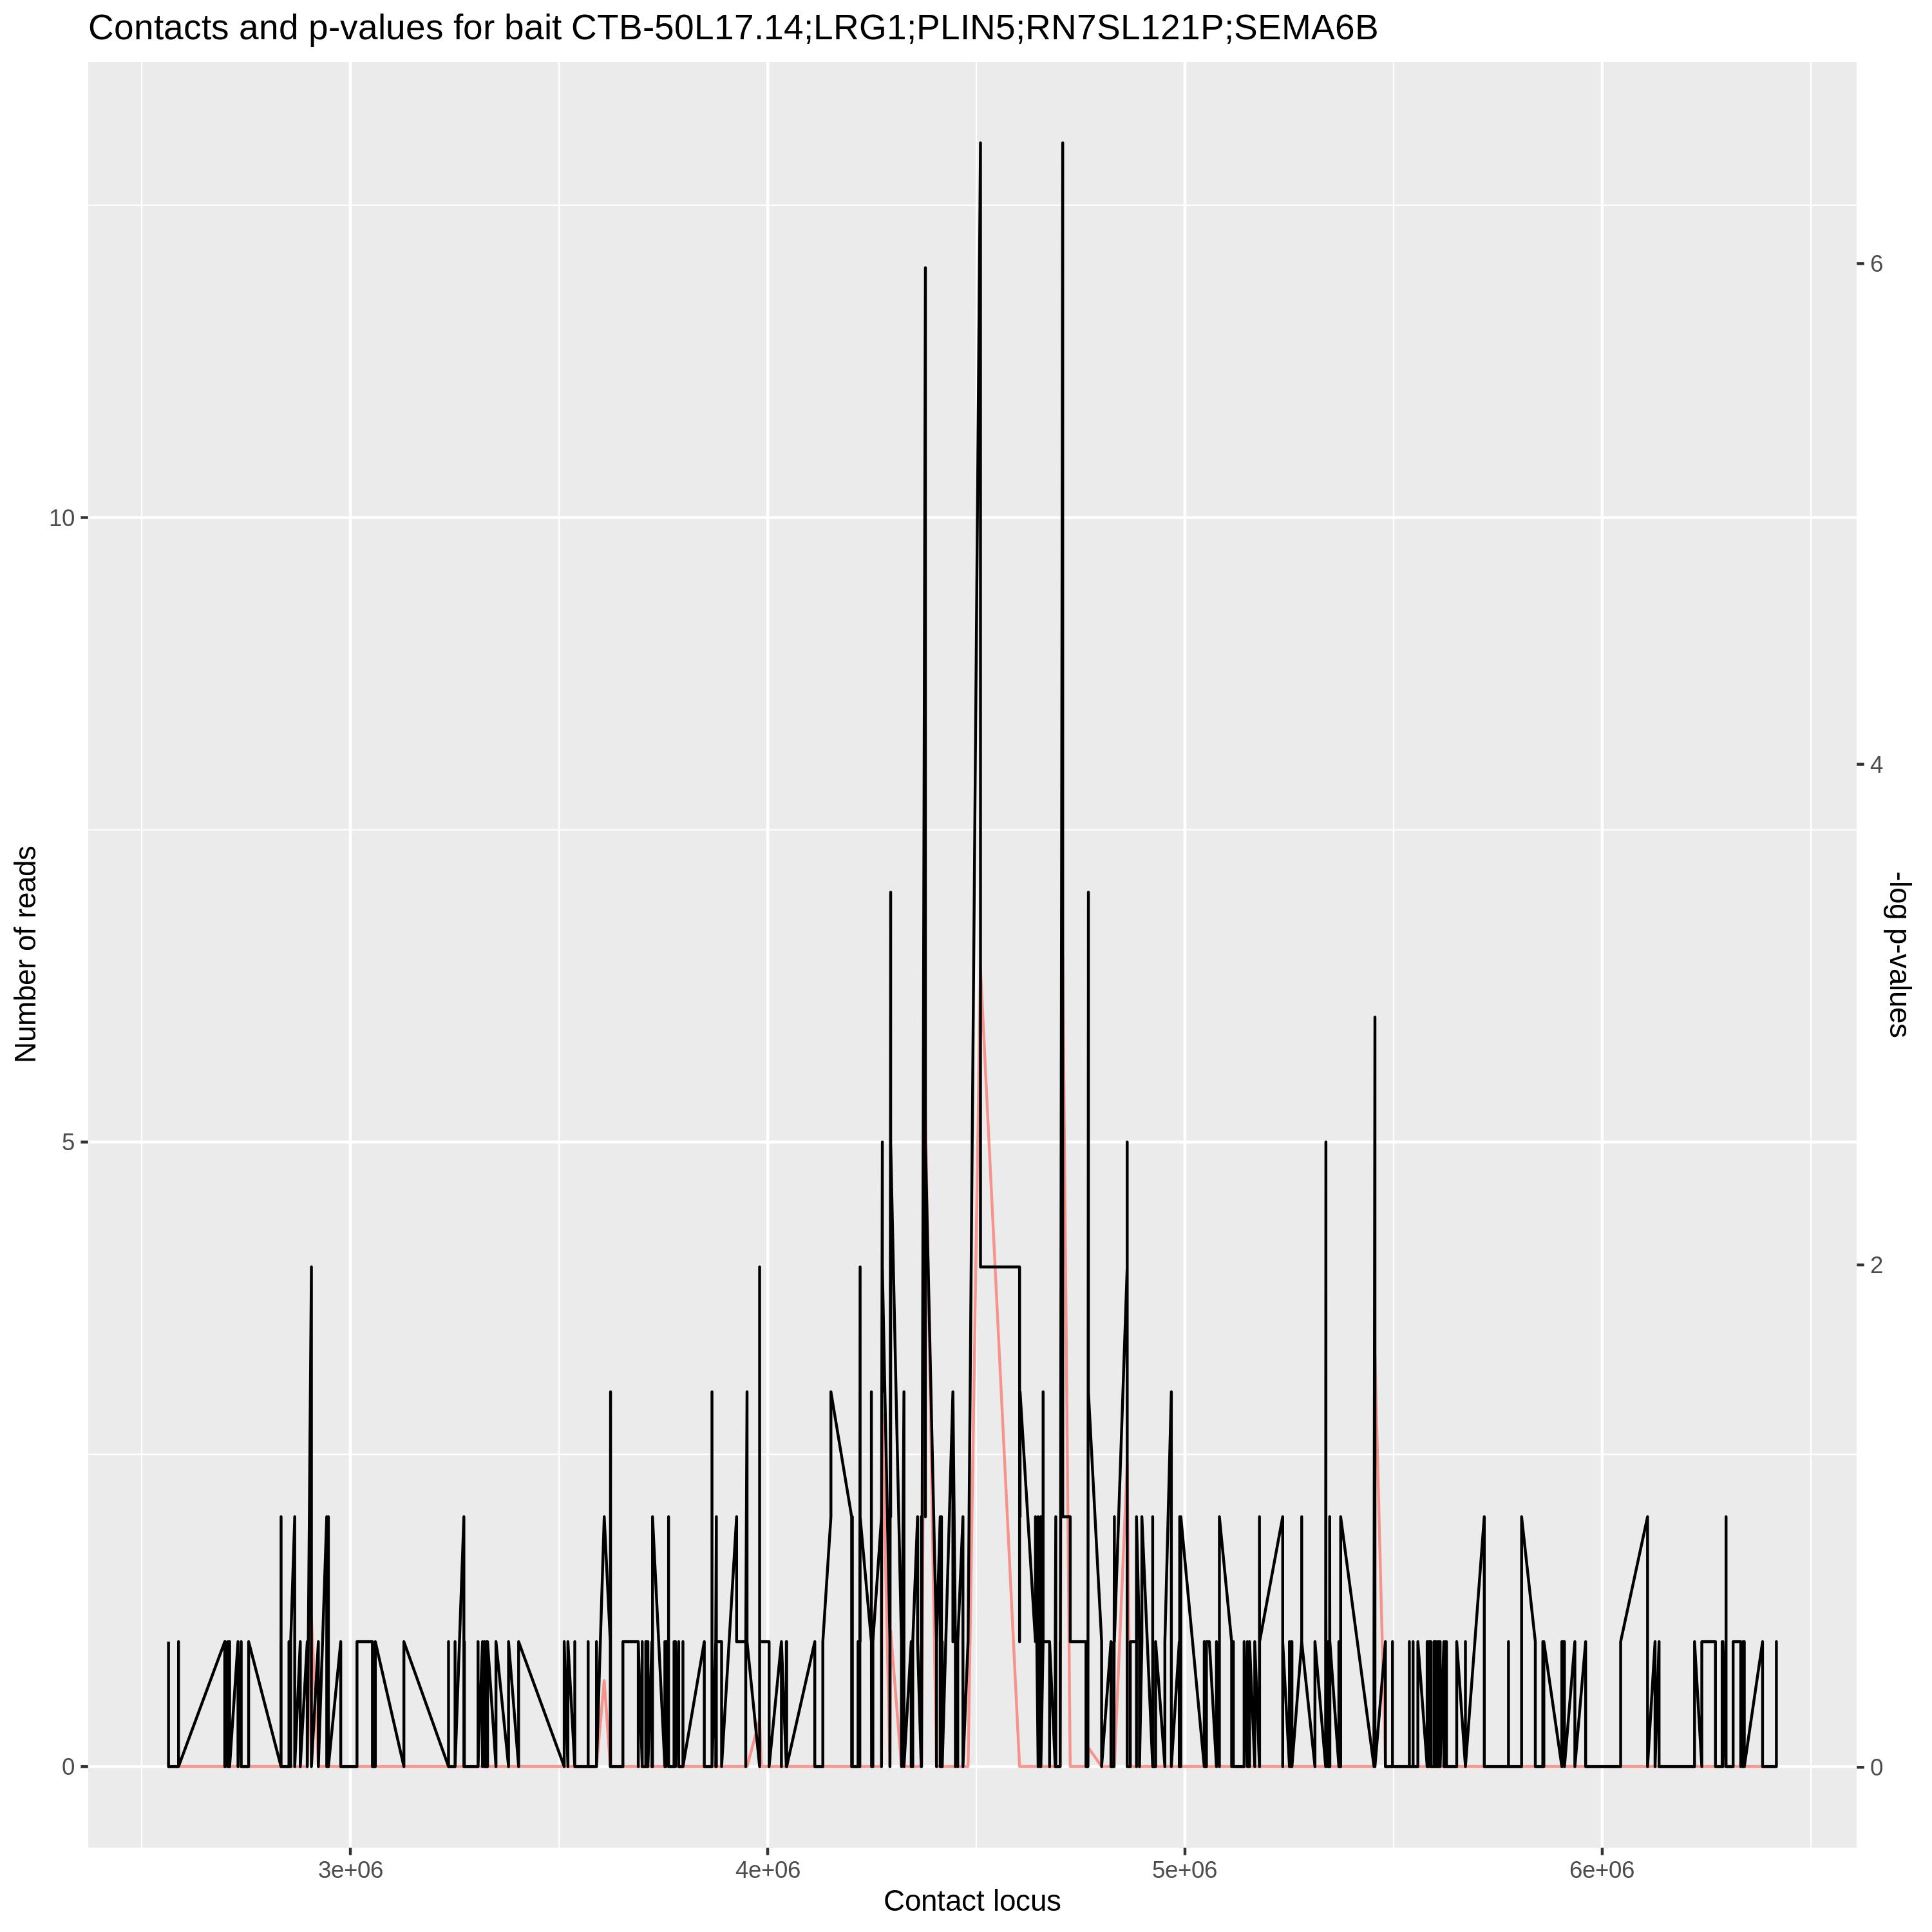 Contacts and p-values for bait CTB-50L17.14;LRG1;PLIN5;RN7SL121P;SEMA6B
10
5
0
Number of reads
6
4
2
0
-log p-values
3e+06
4e+06
5e+06
6e+06
Contact locus